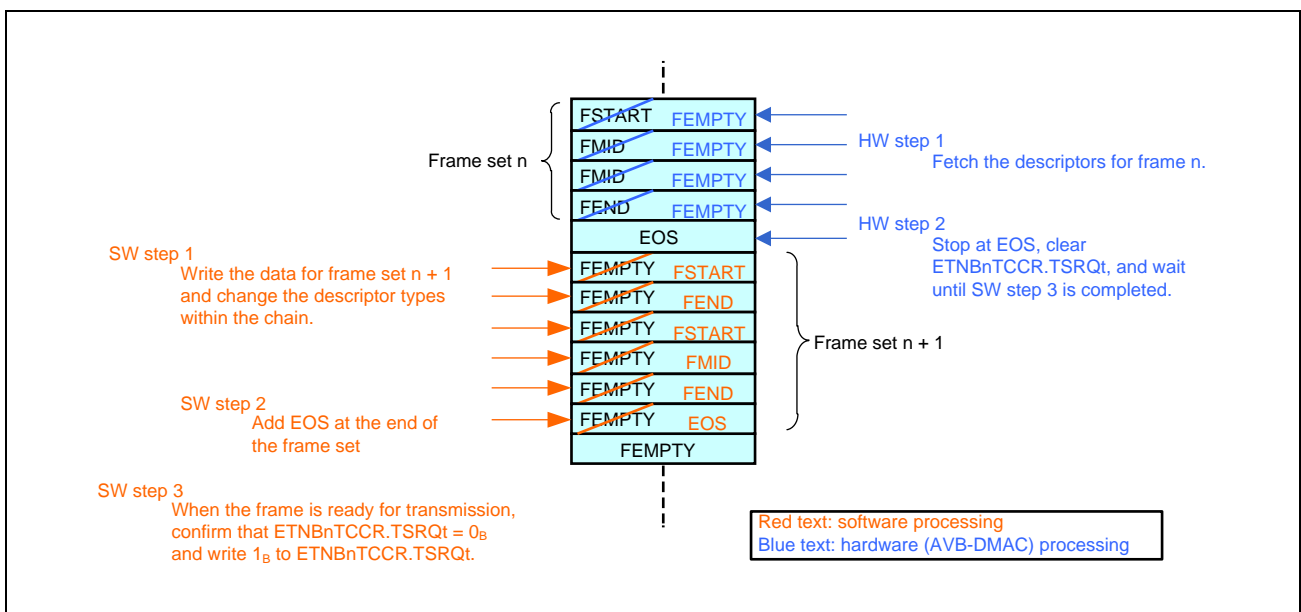 FSTART FEMPTY
FMID FEMPTY
FMID FEMPTY
FEND FEMPTY
EOS
FEMPTY FSTART
FEMPTY FEND
FEMPTY FSTART
FEMPTY FMID
FEMPTY FEND
FEMPTY EOS
FEMPTY
Frame set n
HW step 1
Fetch the descriptors for frame n.
HW step 2
Stop at EOS, clear
ETNBnTCCR.TSRQt, and wait
until SW step 3 is completed.
Frame set n + 1
SW step 1
Write the data for frame set n + 1
and change the descriptor types
within the chain.
SW step 2
Add EOS at the end of
the frame set
SW step 3
When the frame is ready for transmission,
confirm that ETNBnTCCR.TSRQt = 0B
and write 1B to ETNBnTCCR.TSRQt.
Red text: software processing
Blue text: hardware (AVB-DMAC) processing